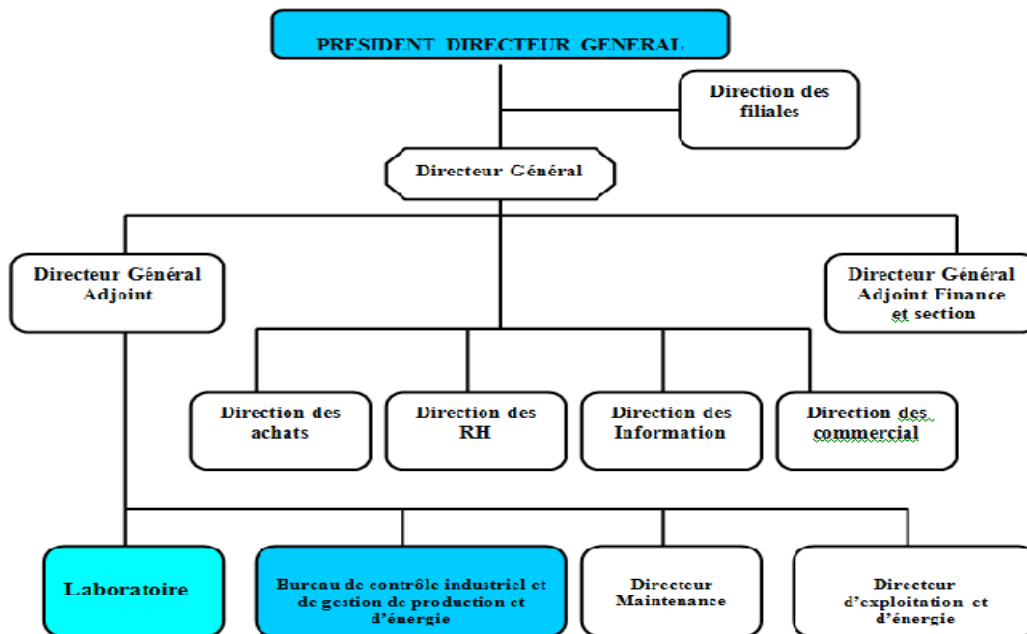 PRESIDENT DIRECTEUR GENERAL
Direction des
filiales
Directeur Général
Directeur Général
Adjoint
Directeur Général
Adjoint Finance
et section
Direction des
achats
Direction des
RH
Direction des
Information
Direction des
commercial
Laboratoire
Bureau de contrôle industriel et
de gestion de production et
d'énergie
Directeur
Maintenance
Directeur
d'exploitation et
d'énergie